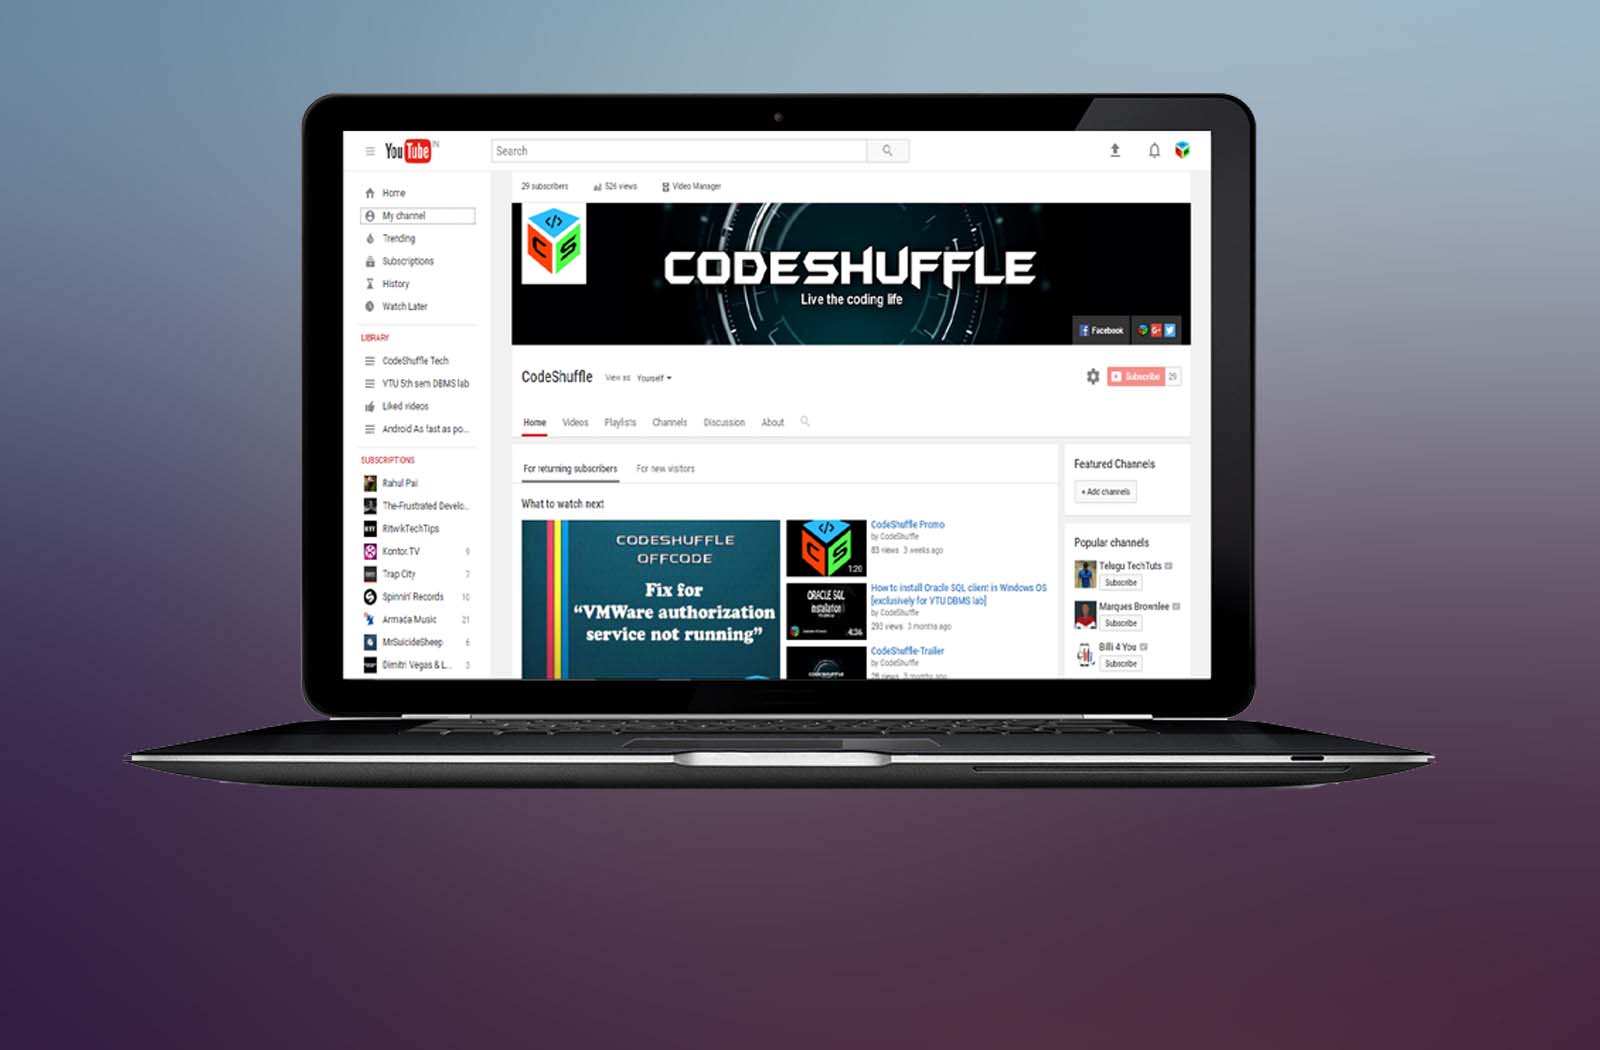 YouTube IN
Search
Home
My channel
Trending
Subscriptions
History
Watch Later
LIBRARY
CodeShuffle Tech
VTU 5th sem DBMS lab
Liked videos
Android As fast as po...
SUBSCRIPTIONS
Rahul Pai
The-Frustrated Develo...
RitwikTechTips
Kontor.TV 9
Trap City 7
Spinnin' Records 10
Armada Music 21
MrSuicideSheep 6
Dimitri Vegas & L... 3
29 subscribers 526 views Video Manager
</> C S
CODESHUFFLE
Live the coding life
Facebook G+
CodeShuffle View as Yourself
Subscribe 29
Home Videos Playlists Channels Discussion About
For returning subscribers For new visitors
What to watch next
CODESHUFFLE
OFFCODE
Fix for
“VMWare authorization
service not running”
</> C S
1:20
CodeShuffle Promo
by CodeShuffle
83 views 3 weeks ago
ORACLE SQL
installation
4:36
How to install Oracle SQL client in Windows OS
[exclusively for VTU DBMS lab]
by CodeShuffle
293 views 3 months ago
CODESHUFFLE
CodeShuffle-Trailer
by CodeShuffle
26 views 3 months ago
Featured Channels
+ Add channels
Popular channels
Telugu TechTuts
Subscribe
Marques Brownlee
Subscribe
Billi 4 You
Subscribe